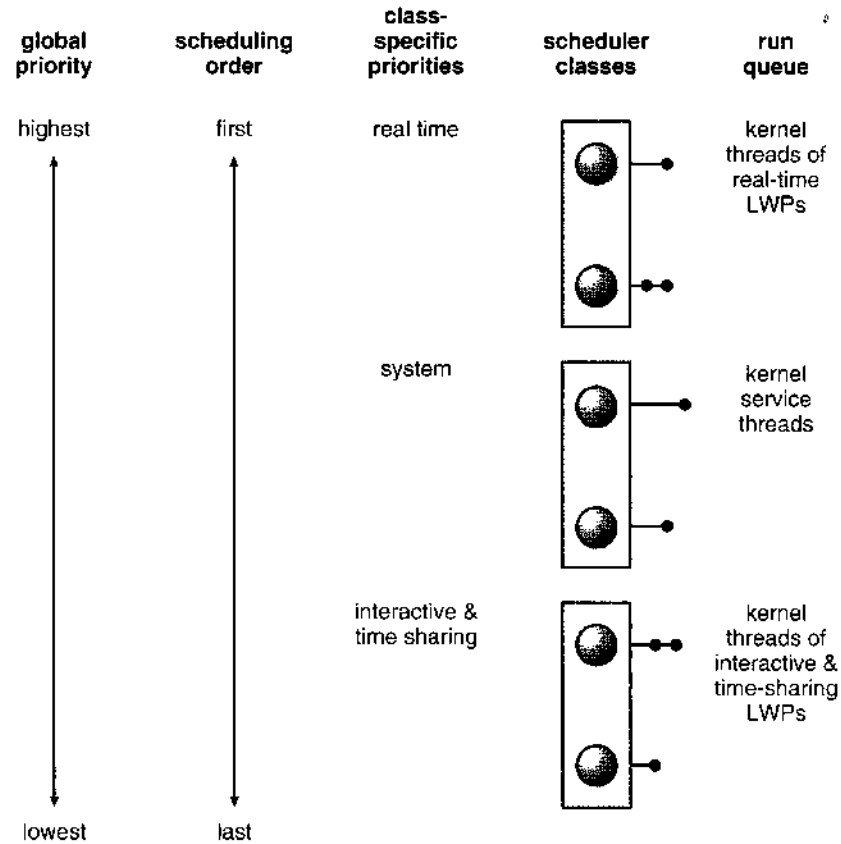 global
priority
scheduling
order
class-
specific
priorities
scheduler
classes
run
queue
highest
first
real time
kernel
threads of
real-time
LWPs
system
kernel
service
threads
interactive &
time sharing
kernel
threads of
interactive &
time-sharing
LWPs
lowest
last